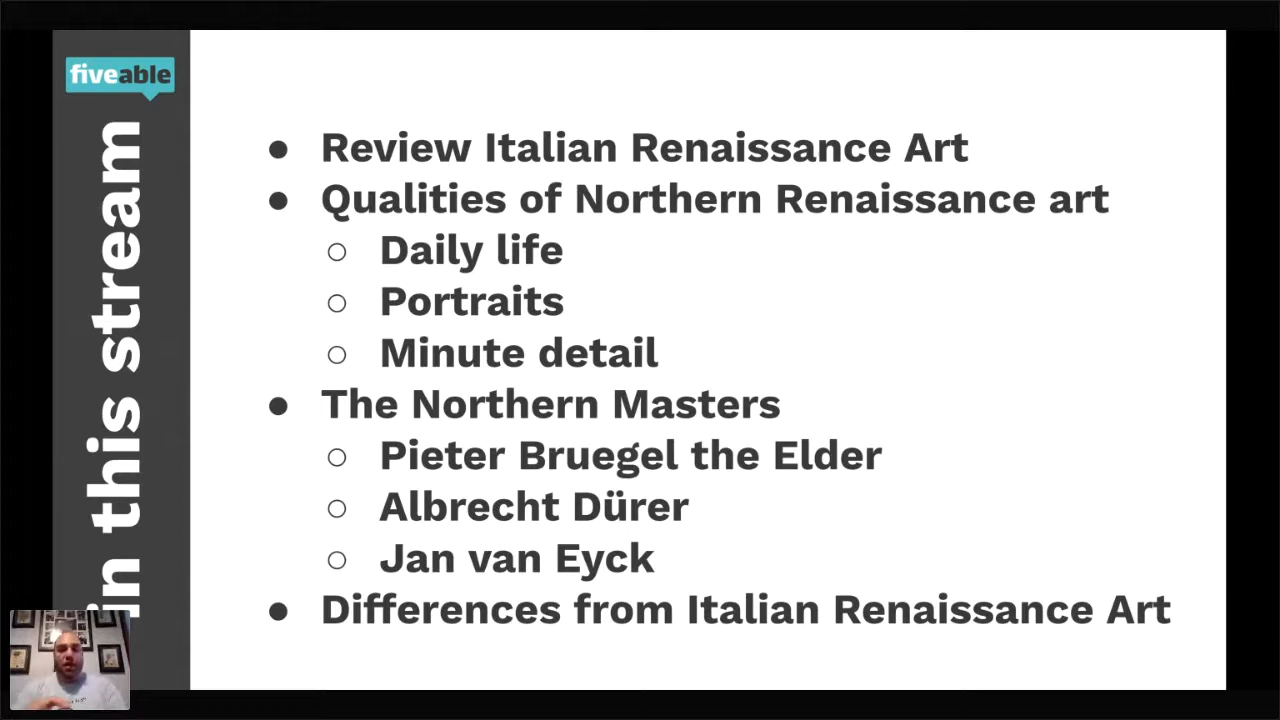 fiveable
in this stream
● Review Italian Renaissance Art
● Qualities of Northern Renaissance art
○ Daily life
○ Portraits
○ Minute detail
● The Northern Masters
○ Pieter Bruegel the Elder
○ Albrecht Dürer
○ Jan van Eyck
● Differences from Italian Renaissance Art